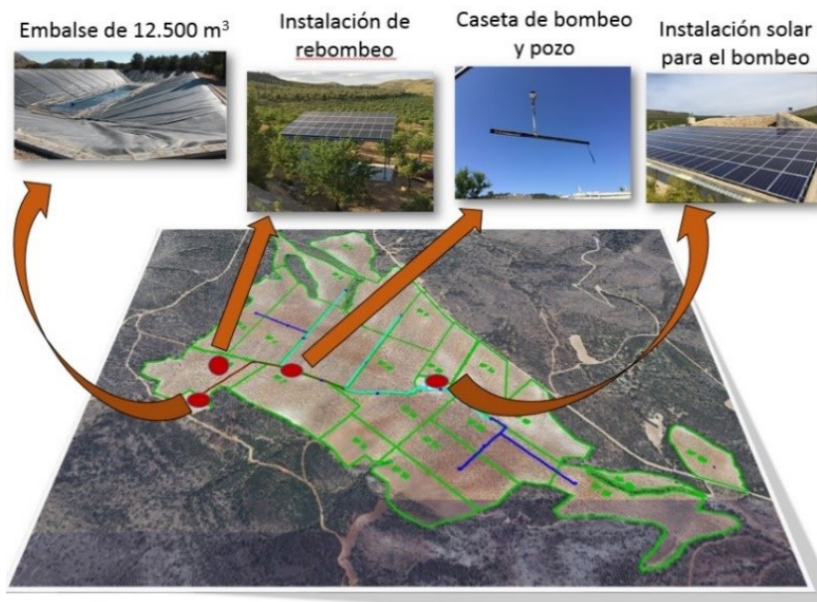 Embalse de 12.500 m³
Instalación de
rebombeo
Caseta de bombeo
y pozo
Instalación solar
para el bombeo